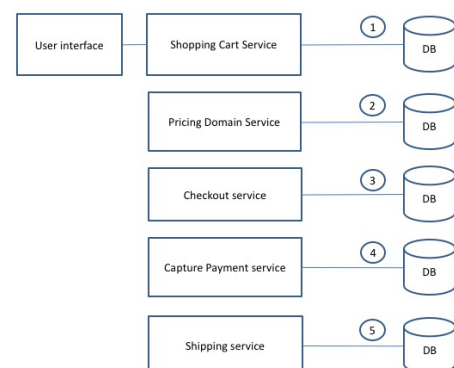 User interface
Shopping Cart Service
1
DB
Pricing Domain Service
2
DB
Checkout service
3
DB
Capture Payment service
4
DB
Shipping service
5
DB